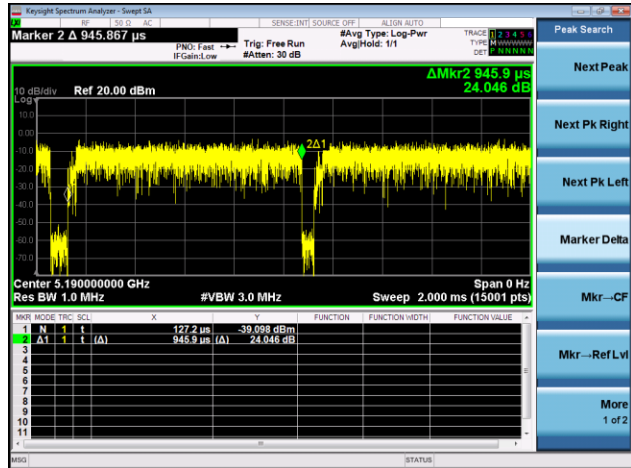 Keysight Spectrum Analyzer - Swept SA
RF 50 Ω AC SENSE:INT SOURCE OFF ALIGN AUTO
Marker 2 Δ 945.867 µs
PNO: Fast Trig: Free Run #Avg Type: Log-Pwr TRACE 1 2 3 4 5 6
IFGain:Low #Atten: 30 dB Avg|Hold: 1/1 TYPE M
DET P N N N N N
Peak Search
ΔMkr2 945.9 µs
24.046 dB
10 dB/div Ref 20.00 dBm
Log
10.0
0.00
-10.0
-20.0
-30.0
-40.0
-50.0
-60.0
-70.0
2Δ1
Center 5.190000000 GHz Span 0 Hz
Res BW 1.0 MHz #VBW 3.0 MHz Sweep 2.000 ms (15001 pts)
MKR MODE TRC SCL X Y FUNCTION FUNCTION WIDTH FUNCTION VALUE
1 N 1 t 127.2 µs -39.098 dBm
2 Δ1 1 t (Δ) 945.9 µs (Δ) 24.046 dB
3
4
5
6
7
8
9
10
11
MSG STATUS
Next Peak
Next Pk Right
Next Pk Left
Marker Delta
Mkr→CF
Mkr→Ref Lvl
More
1 of 2